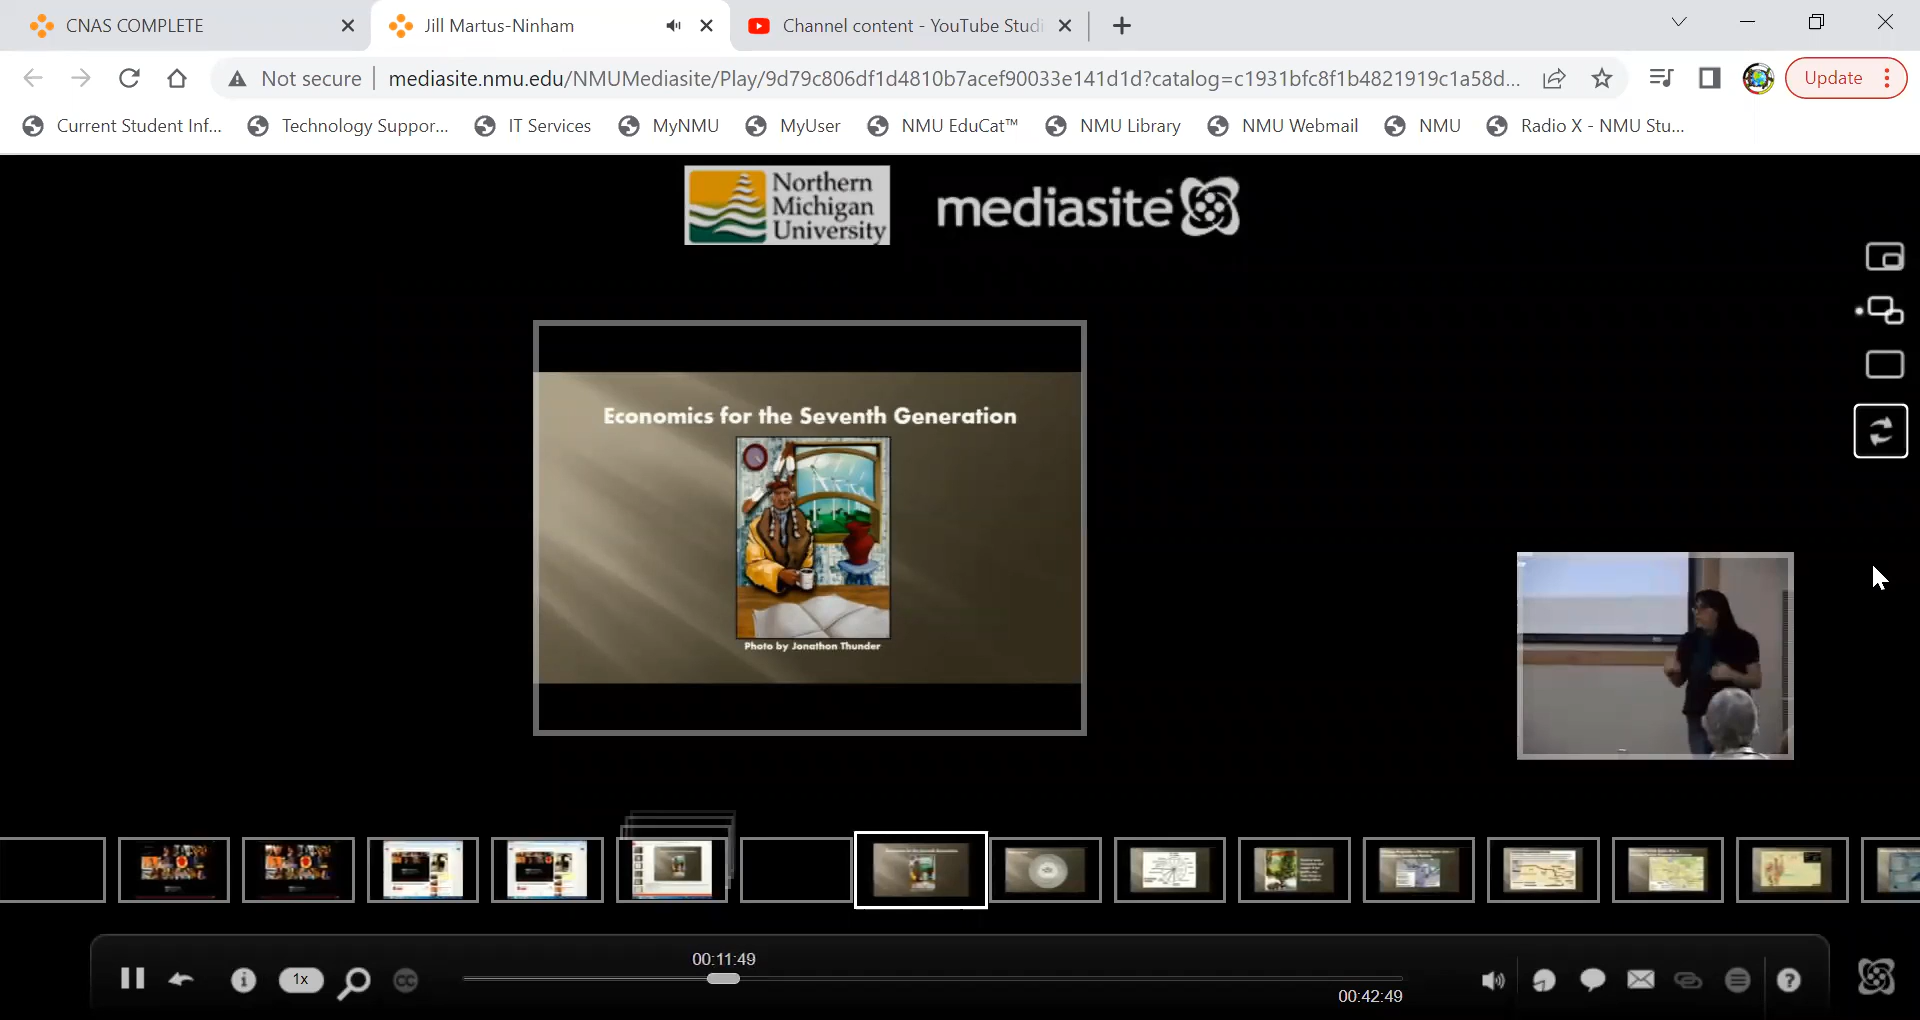 CNAS COMPLETE
Jill Martus-Ninham
Channel content - YouTube Studi
Not secure
mediasite.nmu.edu/NMUMediasite/Play/9d79c806df1d4810b7acef90033e141d1d?catalog=c1931bfc8f1b4821919c1a58d...
Update
Current Student Inf...
Technology Suppor...
IT Services
MyNMU
MyUser
NMU EduCat™
NMU Library
NMU Webmail
NMU
Radio X - NMU Stu...
Northern
Michigan
University
mediasite
Economics for the Seventh Generation
Photo by Jonathon Thunder
00:11:49
1x
CC
00:42:49